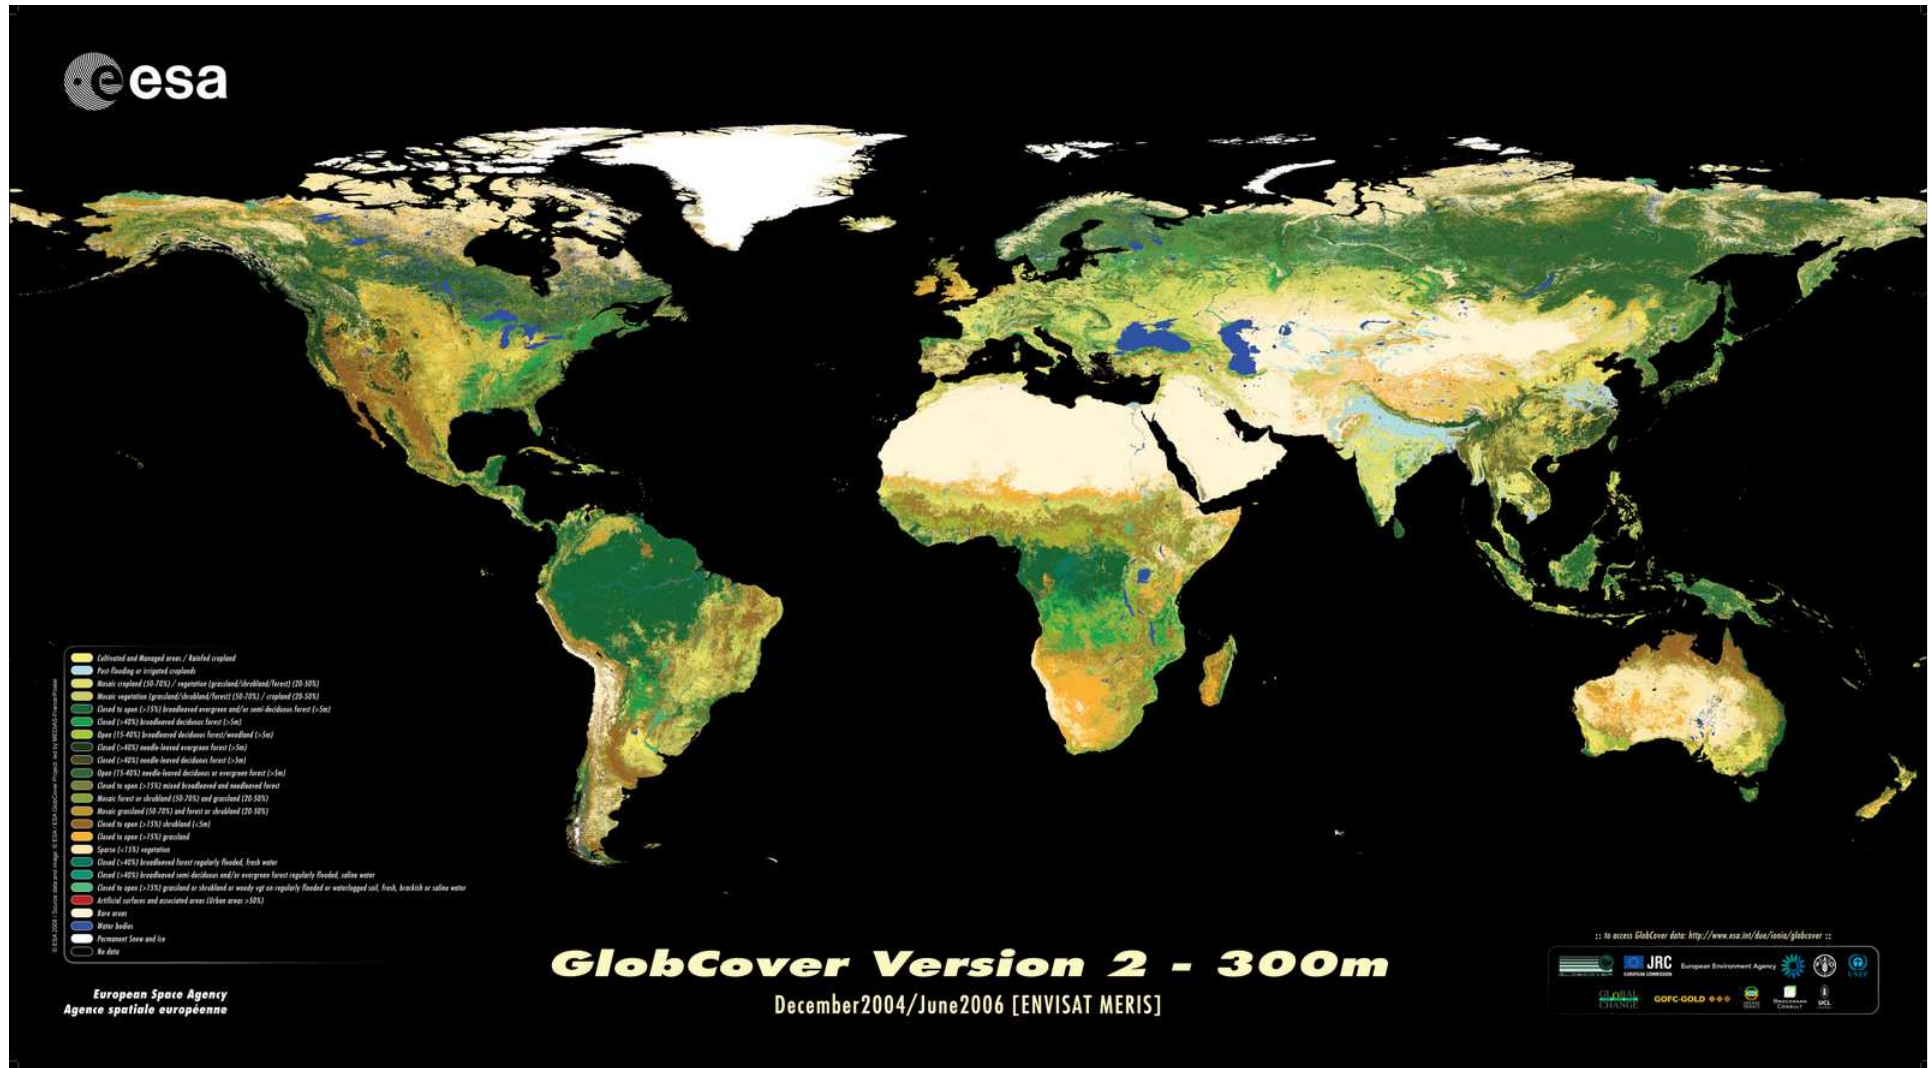 esa
Cultivated and Managed areas / Rainfed cropland
Post-flooding or irrigated croplands
Mosaic cropland (50-70%) / vegetation (grassland/shrubland/forest) (20-50%)
Mosaic vegetation (grassland/shrubland/forest) (50-70%) / cropland (20-50%)
Closed to open (>15%) broadleaved evergreen and/or semi-deciduous forest (>5m)
Closed (>40%) broadleaved deciduous forest (>5m)
Open (15-40%) broadleaved deciduous forest/woodland (>5m)
Closed (>40%) needle-leaved evergreen forest (>5m)
Closed (>40%) needle-leaved deciduous forest (>5m)
Open (15-40%) needle-leaved deciduous or evergreen forest (>5m)
Closed to open (>15%) mixed broadleaved and needleaved forest
Mosaic forest or shrubland (50-70%) and grassland (20-50%)
Mosaic grassland (50-70%) and forest or shrubland (20-50%)
Closed to open (>15%) shrubland (<5m)
Closed to open (>15%) grassland
Sparse (<15%) vegetation
Closed (>40%) broadleaved forest regularly flooded, fresh water
Closed (>40%) broadleaved semi-deciduous and/or evergreen forest regularly flooded, saline water
Closed to open (>15%) grassland or shrubland or woody vgt on regularly flooded or waterlogged soil, fresh, brackish or saline water
Artificial surfaces and associated areas (Urban areas >50%)
Bare areas
Water bodies
Permanent Snow and Ice
No data
European Space Agency
Agence spatiale européenne
GlobCover Version 2 - 300m
December2004/June2006 [ENVISAT MERIS]
:: to access GlobCover data: http://www.esa.int/due/ionia/globcover ::
JRC
EUROPEAN COMMISSION
European Environment Agency
UNEP
GLOBAL
CHANGE
GOFC-GOLD
BROCKMANN
CONSULT
UCL